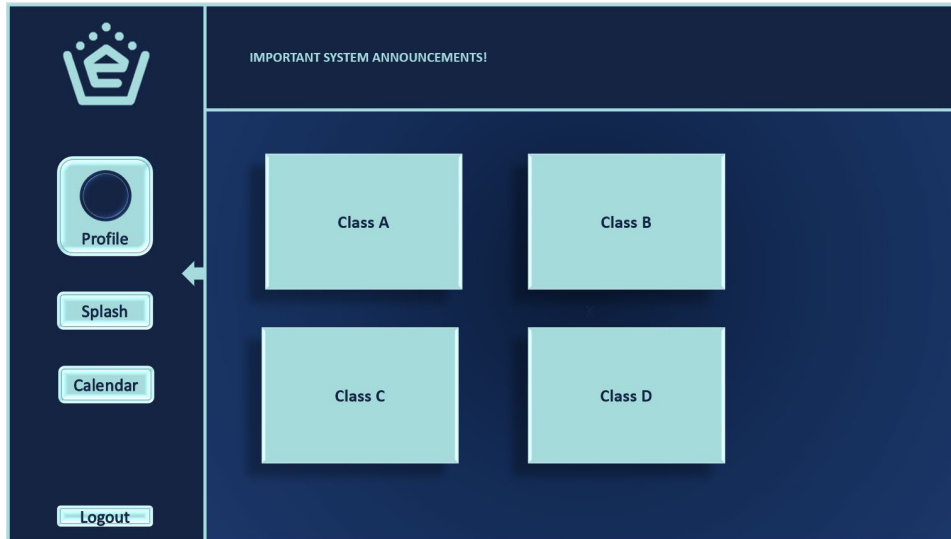 IMPORTANT SYSTEM ANNOUNCEMENTS!
Profile
Splash
Calendar
Logout
Class A
Class B
Class C
Class D